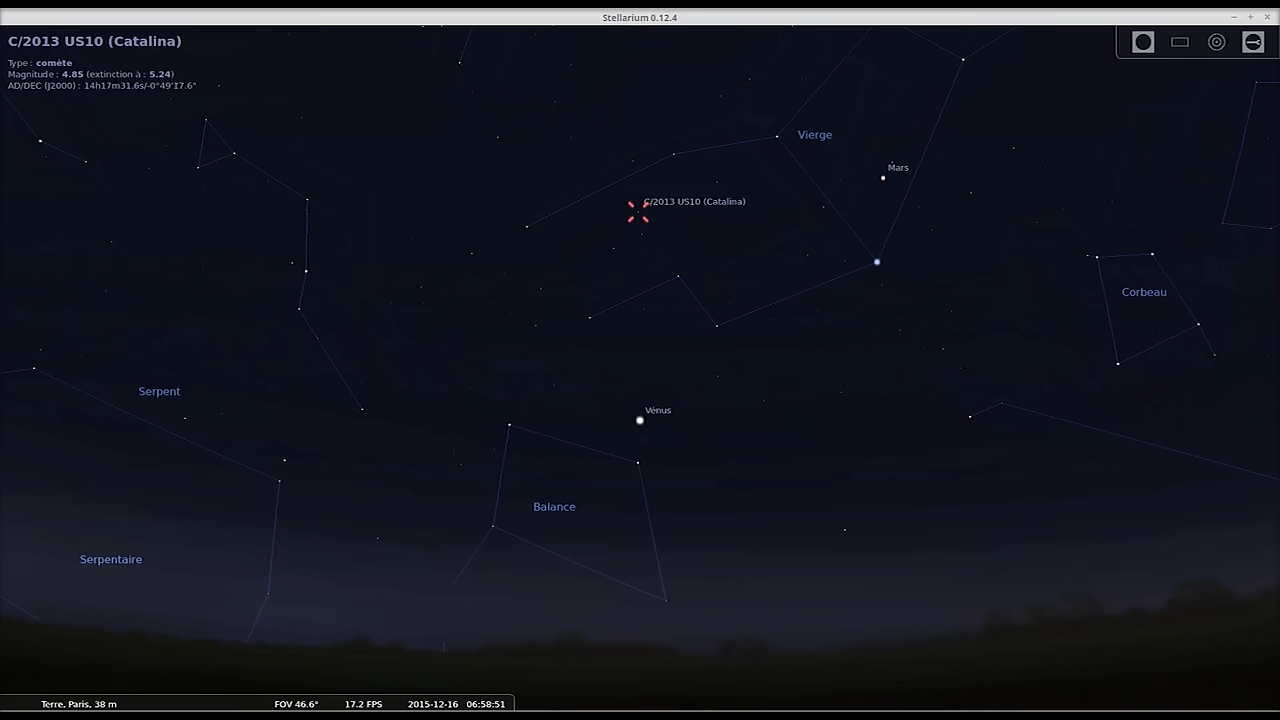 Stellarium 0.12.4
C/2013 US10 (Catalina)
Type : comète
Magnitude : 4.85 (extinction à : 5.24)
AD/DEC (J2000) : 14h17m31.6s/-0°49'17.6"
Vierge
Mars
C/2013 US10 (Catalina)
Corbeau
Serpent
Vénus
Balance
Serpentaire
Terre, Paris, 38 m FOV 46.6° 17.2 FPS 2015-12-16 06:58:51